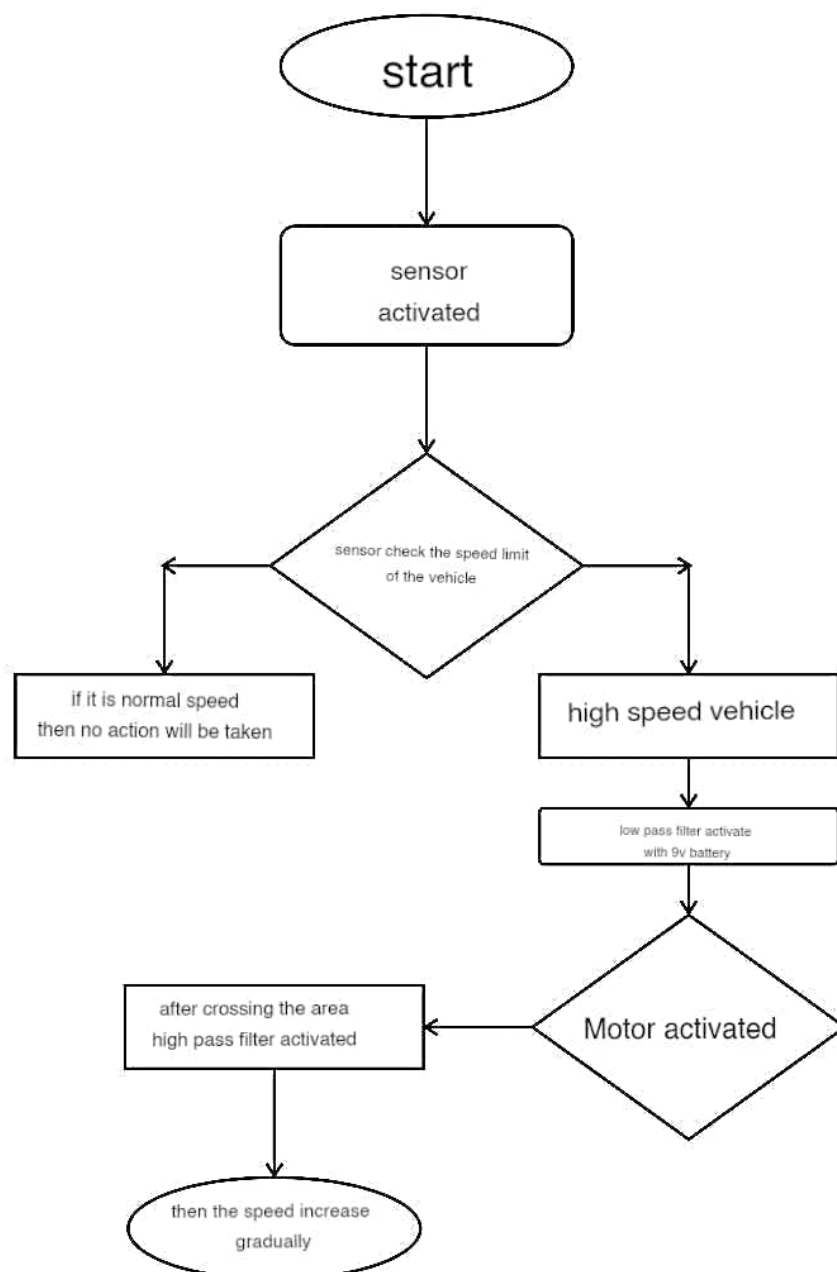 start
sensor
activated
sensor check the speed limit
of the vehicle
if it is normal speed
then no action will be taken
high speed vehicle
low pass filter activate
with 9v battery
Motor activated
after crossing the area
high pass filter activated
then the speed increase
gradually